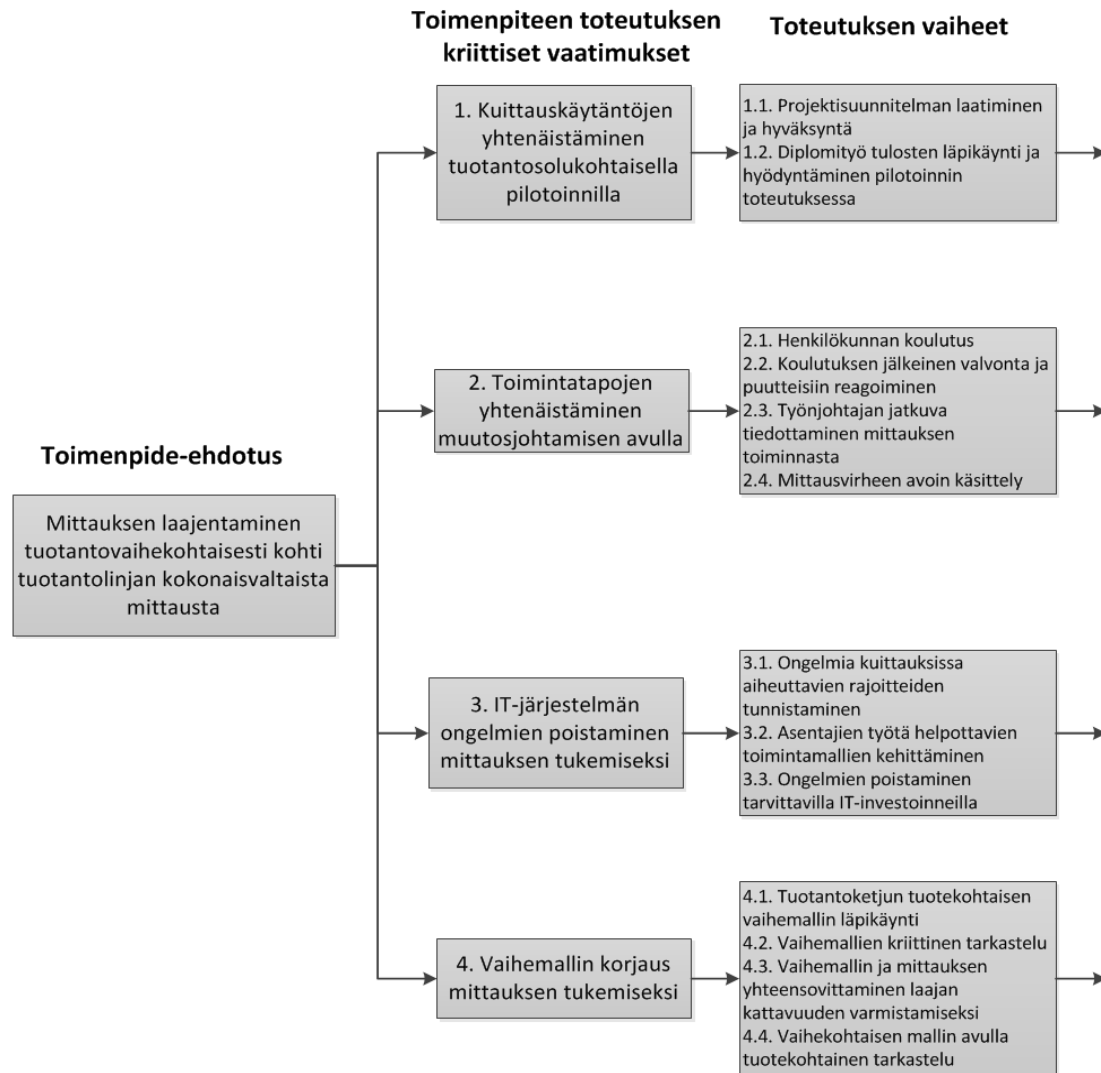 Toimenpiteen toteutuksen
kriittiset vaatimukset
Toteutuksen vaiheet
1. Kuittauskäytäntöjen
yhtenäistäminen
tuotantosolukohtaisella
pilotoinnilla
1.1. Projektisuunnitelman laatiminen
ja hyväksyntä
1.2. Diplomityö tulosten läpikäynti ja
hyödyntäminen pilotoinnin
toteutuksessa
2. Toimintatapojen
yhtenäistäminen
muutosjohtamisen avulla
2.1. Henkilökunnan koulutus
2.2. Koulutuksen jälkeinen valvonta ja
puutteisiin reagoiminen
2.3. Työnjohtajan jatkuva
tiedottaminen mittauksen
toiminnasta
2.4. Mittausvirheen avoin käsittely
Toimenpide-ehdotus
Mittauksen laajentaminen
tuotantovaihekohtaisesti kohti
tuotantolinjan kokonaisvaltaista
mittausta
3. IT-järjestelmän
ongelmien poistaminen
mittauksen tukemiseksi
3.1. Ongelmia kuittauksissa
aiheuttavien rajoitteiden
tunnistaminen
3.2. Asentajien työtä helpottavien
toimintamallien kehittäminen
3.3. Ongelmien poistaminen
tarvittavilla IT-investoinneilla
4. Vaihemallin korjaus
mittauksen tukemiseksi
4.1. Tuotantoketjun tuotekohtaisen
vaihemallin läpikäynti
4.2. Vaihemallien kriittinen tarkastelu
4.3. Vaihemallin ja mittauksen
yhteensovittaminen laajan
kattavuuden varmistamiseksi
4.4. Vaihekohtaisen mallin avulla
tuotekohtainen tarkastelu